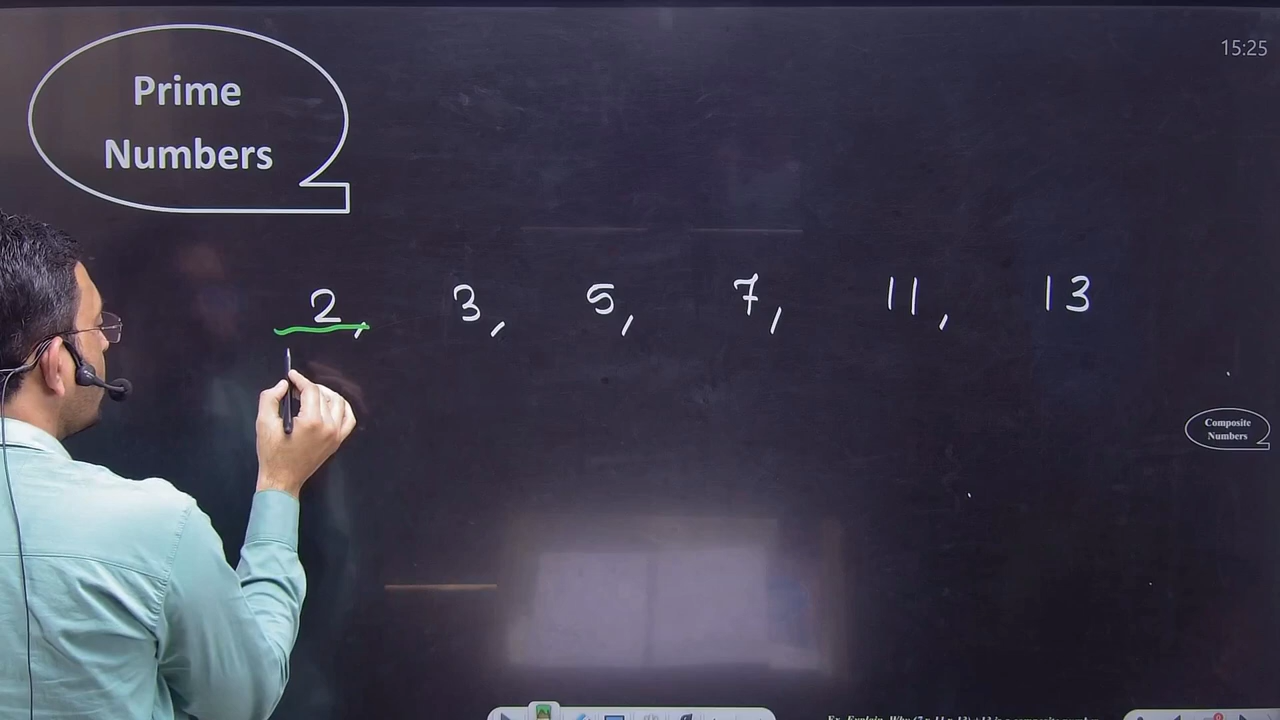 Prime
Numbers
15:25
2, 3, 5, 7, 11, 13
Composite
Numbers